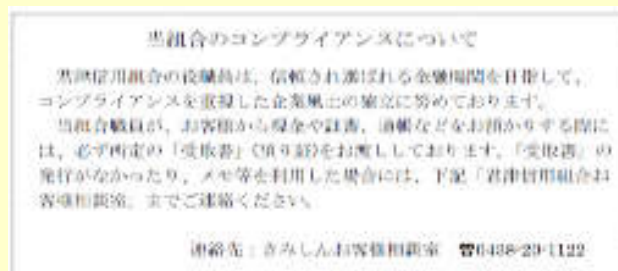 当組合のコンプライアンスについて
君津信用組合の役職員は、信頼され選ばれる金融機関を目指して、
コンプライアンスを重視した企業風土の確立に努めております。
当組合職員が、お客様から現金や証書、通帳などをお預かりする際に
は、必ず所定の「受取書」(預り証)をお渡ししております。「受取書」の
発行がなかったり、メモ等を利用した場合には、下記「君津信用組合お
客様相談室」までご連絡ください。
連絡先:きみしんお客様相談室 ☎0438-20-1122